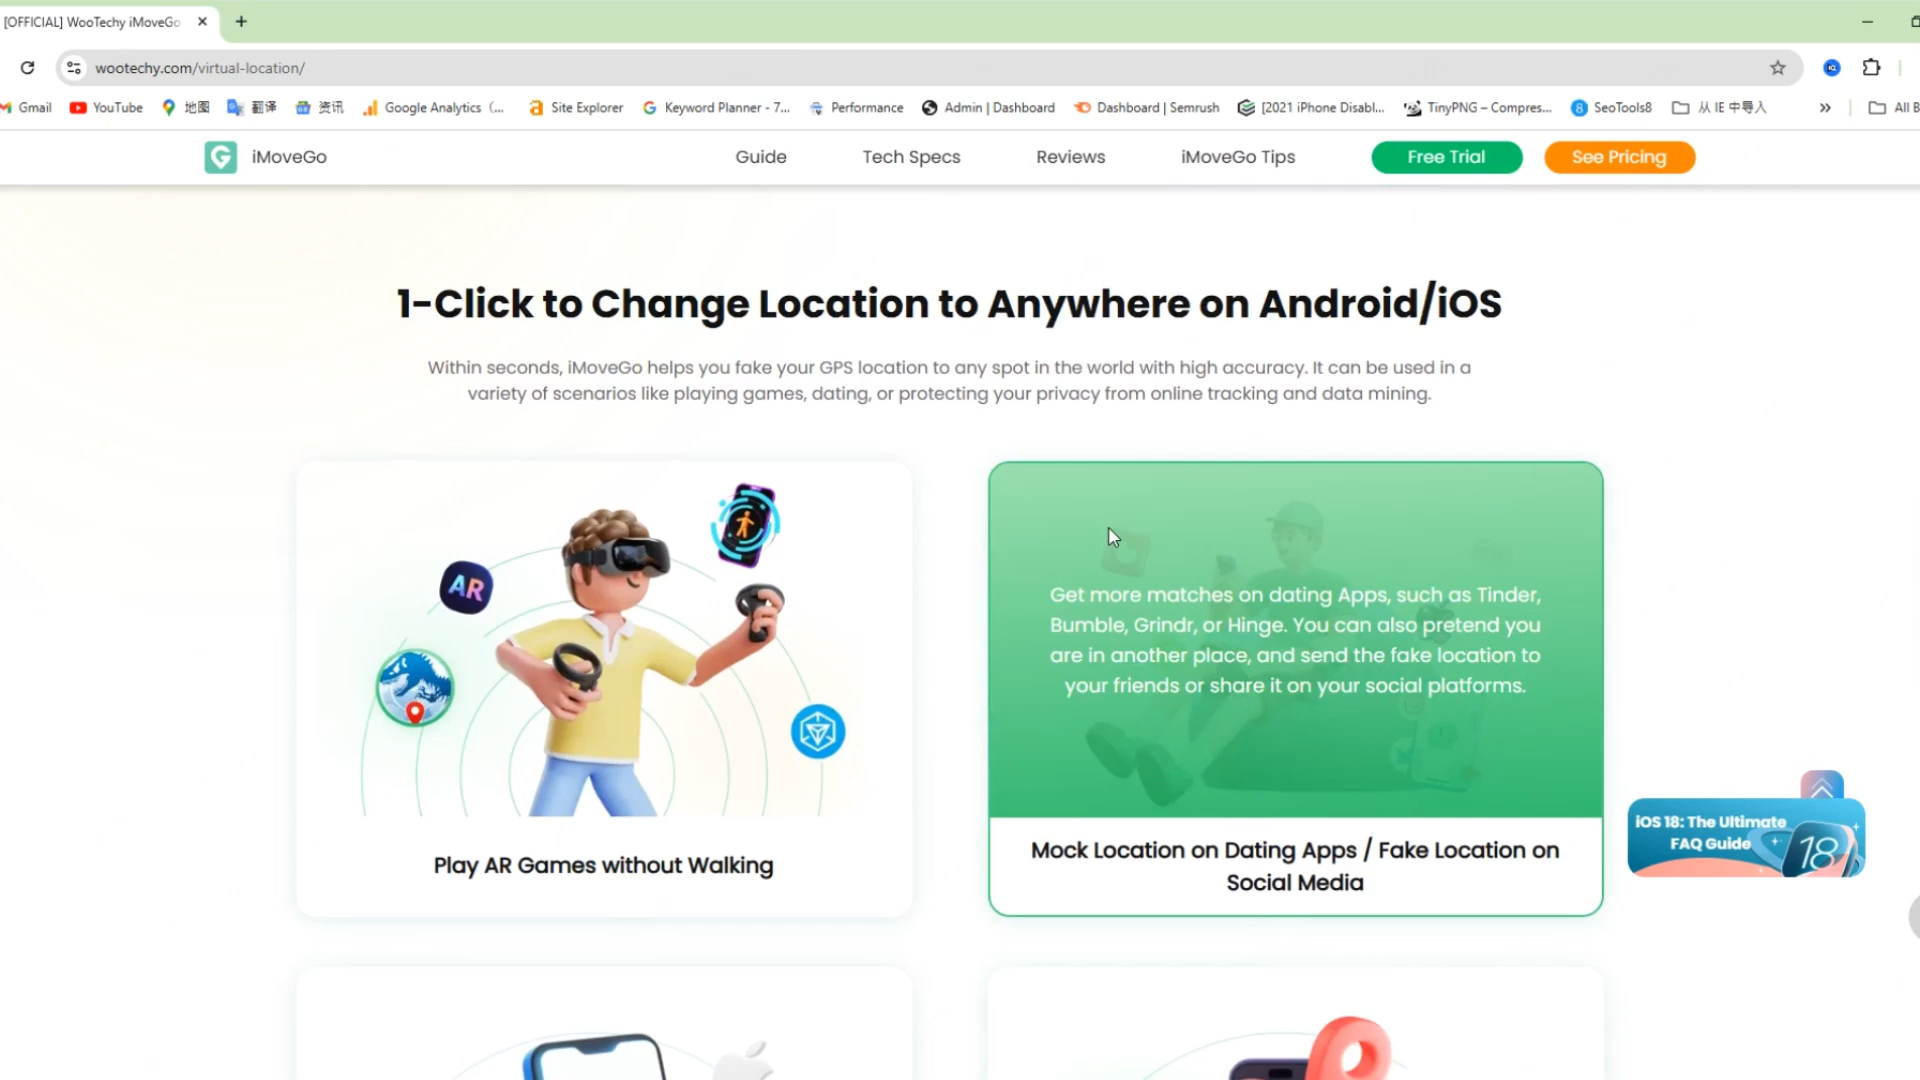 [OFFICIAL] WooTechy iMoveGo
wootechy.com/virtual-location/
Gmail
YouTube
地图
翻译
资讯
Google Analytics (...
Site Explorer
Keyword Planner - 7...
Performance
Admin | Dashboard
Dashboard | Semrush
[2021 iPhone Disabl...
TinyPNG – Compres...
SeoTools8
从 IE 中导入
»
All B
iMoveGo
Guide
Tech Specs
Reviews
iMoveGo Tips
Free Trial
See Pricing
1-Click to Change Location to Anywhere on Android/iOS
Within seconds, iMoveGo helps you fake your GPS location to any spot in the world with high accuracy. It can be used in a
variety of scenarios like playing games, dating, or protecting your privacy from online tracking and data mining.
AR
Play AR Games without Walking
Get more matches on dating Apps, such as Tinder,
Bumble, Grindr, or Hinge. You can also pretend you
are in another place, and send the fake location to
your friends or share it on your social platforms.
Mock Location on Dating Apps / Fake Location on
Social Media
iOS 18: The Ultimate
FAQ Guide
18